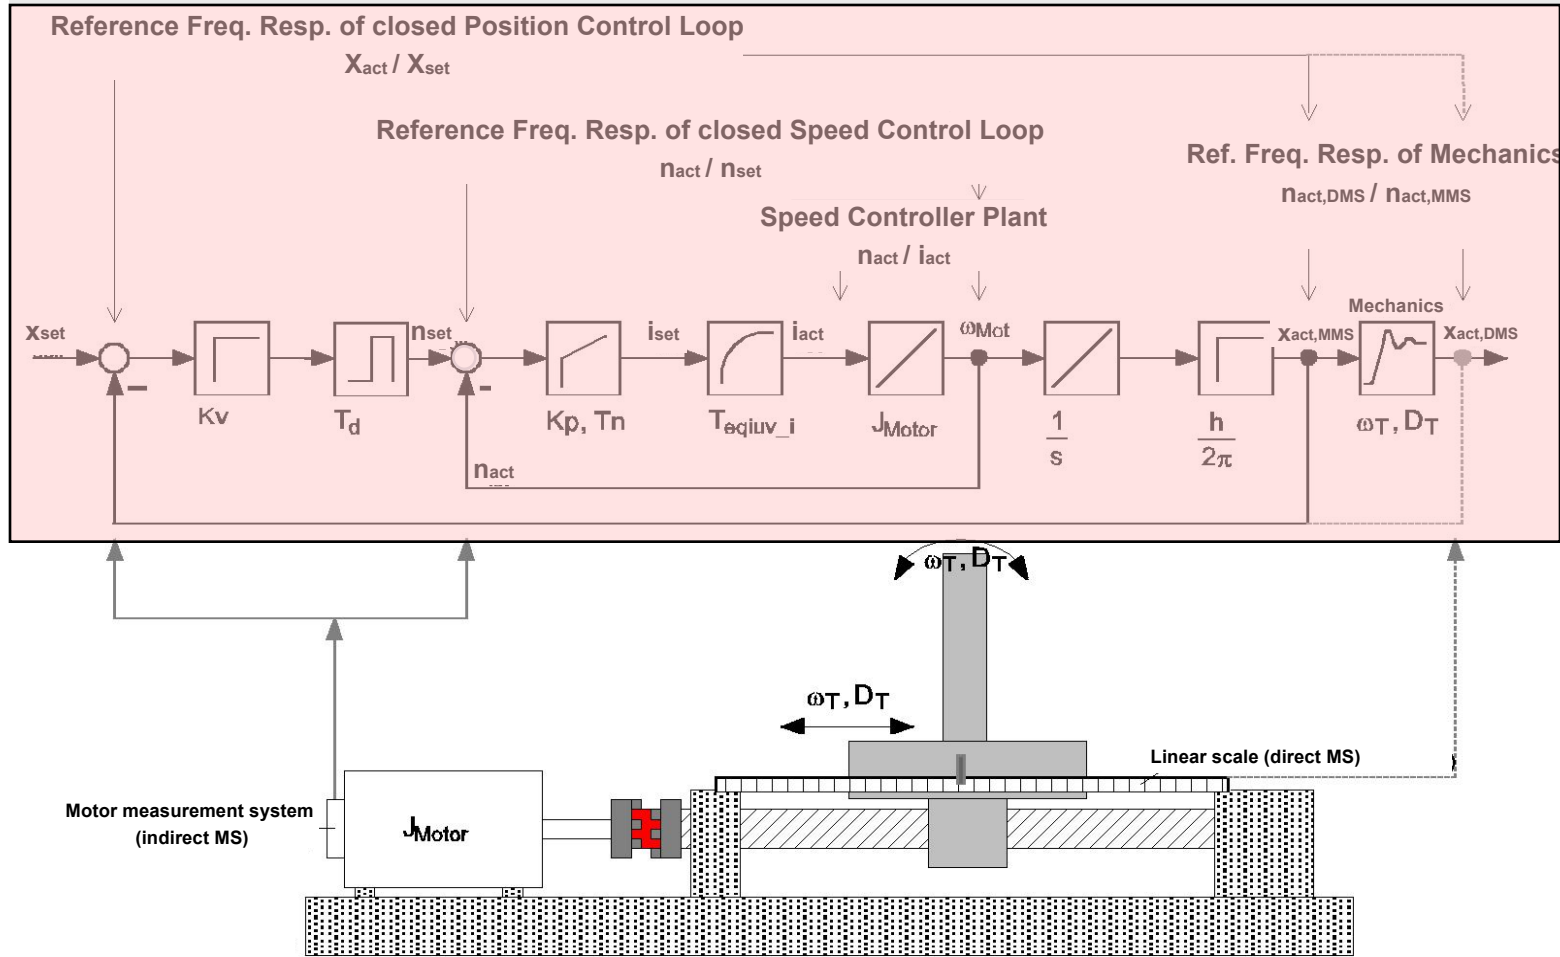 Reference Freq. Resp. of closed Position Control Loop
Xact / Xset
Reference Freq. Resp. of closed Speed Control Loop
nact / nset
Ref. Freq. Resp. of Mechanics
nact,DMS / nact,MMS
Speed Controller Plant
nact / iact
Mechanics
xset
nset
iset
iact
ωMot
xact,MMS
xact,DMS
Kv
Td
Kp, Tn
Teqiuv_i
JMotor
1
s
h
2π
ωT, DT
nact
ωT, DT
ωT, DT
Linear scale (direct MS)
Motor measurement system
(indirect MS)
JMotor